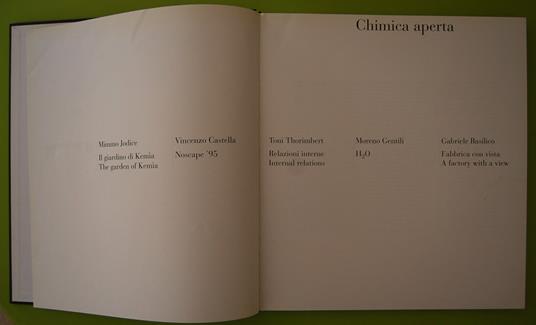 Chimica aperta
Mimmo Jodice
Il giardino di Kemia
The garden of Kemia
Vincenzo Castella
Noscape '95
Toni Thorimbert
Relazioni interne
Internal relations
Moreno Gentili
H₂O
Gabriele Basilico
Fabbrica con vista
A factory with a view